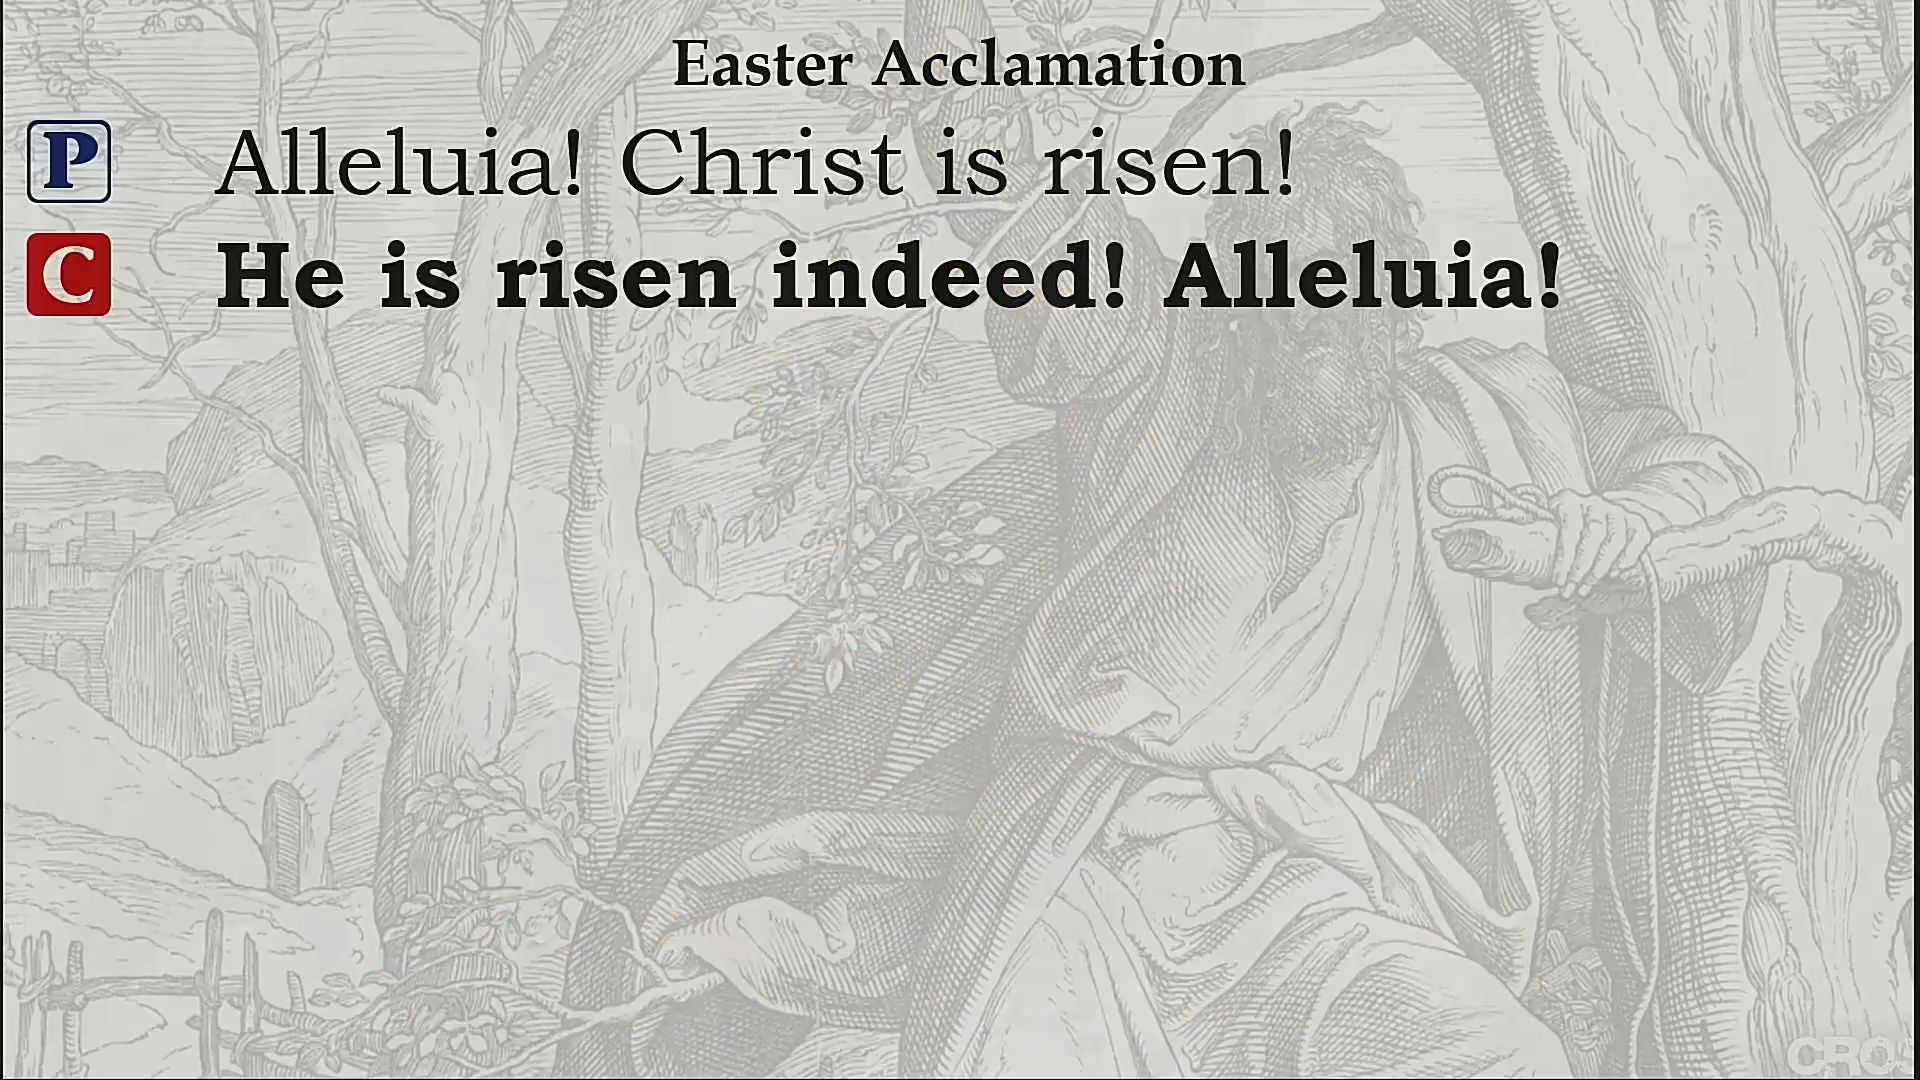 Easter Acclamation
P Alleluia! Christ is risen!
C He is risen indeed! Alleluia!